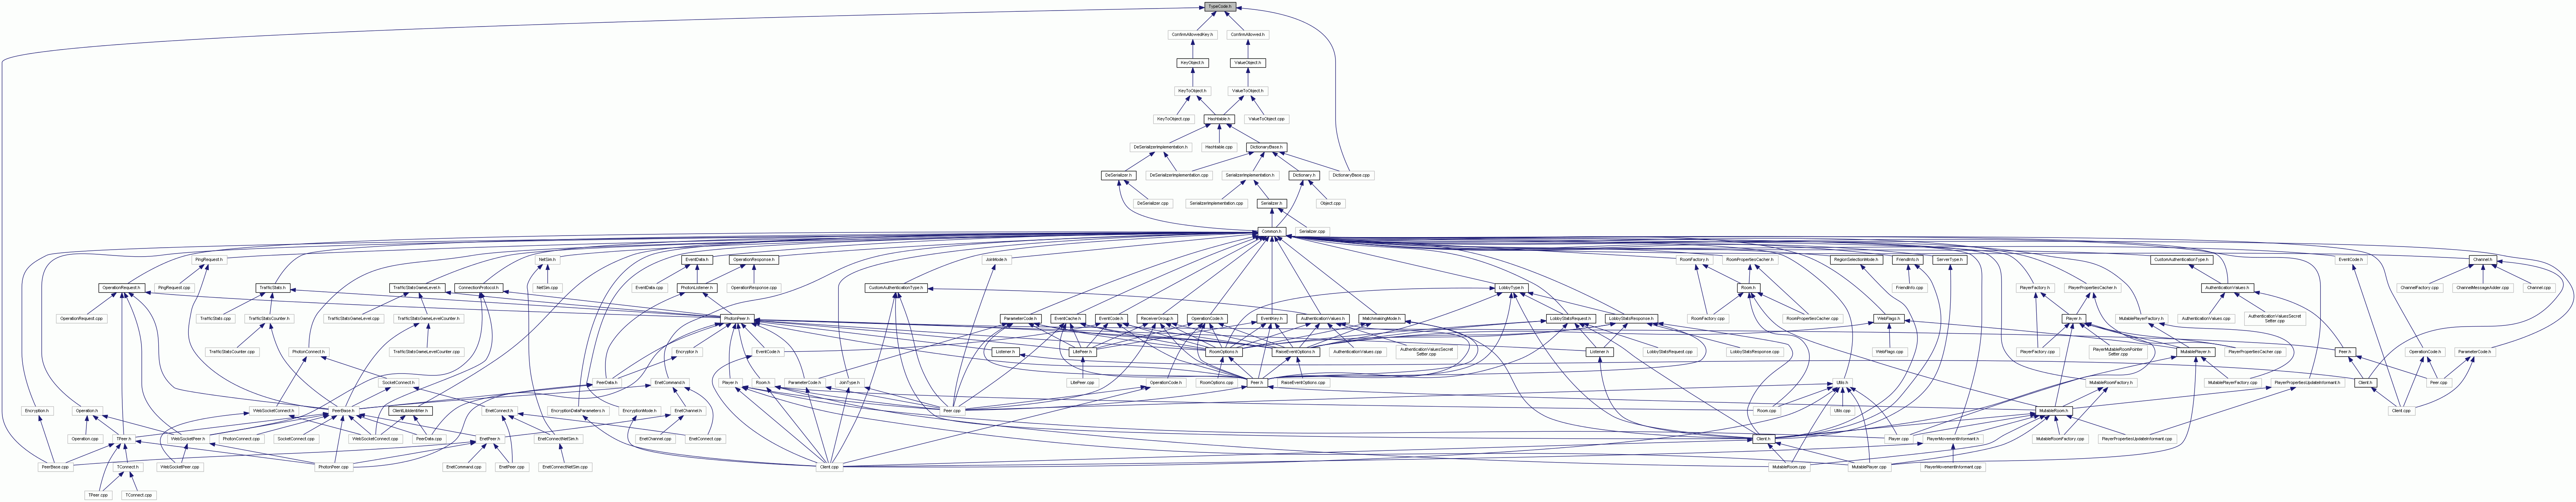 TypeCode.h
ConfirmAllowedKey.h
ConfirmAllowed.h
KeyObject.h
ValueObject.h
KeyToObject.h
ValueToObject.h
KeyToObject.cpp
Hashtable.h
ValueToObject.cpp
DeSerializerImplementation.h
Hashtable.cpp
DictionaryBase.h
DeSerializer.h
DeSerializerImplementation.cpp
SerializerImplementation.h
Dictionary.h
DictionaryBase.cpp
DeSerializer.cpp
SerializerImplementation.cpp
Serializer.h
Object.cpp
Common.h
Serializer.cpp
PingRequest.h
NetSim.h
EventData.h
OperationResponse.h
JoinMode.h
RoomFactory.h
RoomPropertiesCacher.h
RegionSelectionMode.h
FriendInfo.h
ServerType.h
CustomAuthenticationType.h
EventCode.h
Channel.h
OperationRequest.h
PingRequest.cpp
TrafficStats.h
TrafficStatsGameLevel.h
ConnectionProtocol.h
NetSim.cpp
EventData.cpp
PhotonListener.h
OperationResponse.cpp
CustomAuthenticationType.h
LobbyType.h
Room.h
FriendInfo.cpp
PlayerFactory.h
PlayerPropertiesCacher.h
AuthenticationValues.h
ChannelFactory.cpp
ChannelMessageAdder.cpp
Channel.cpp
OperationRequest.cpp
TrafficStats.cpp
TrafficStatsCounter.h
TrafficStatsGameLevel.cpp
TrafficStatsGameLevelCounter.h
PhotonPeer.h
ParameterCode.h
EventCache.h
EventCode.h
ReceiverGroup.h
OperationCode.h
EventKey.h
AuthenticationValues.h
MatchmakingMode.h
LobbyStatsRequest.h
LobbyStatsResponse.h
RoomFactory.cpp
RoomPropertiesCacher.cpp
WebFlags.h
Player.h
MutablePlayerFactory.h
AuthenticationValues.cpp
AuthenticationValuesSecret
Setter.cpp
TrafficStatsCounter.cpp
PhotonConnect.h
TrafficStatsGameLevelCounter.cpp
Encryptor.h
EventCode.h
Listener.h
LitePeer.h
RoomOptions.h
RaiseEventOptions.h
AuthenticationValues.cpp
AuthenticationValuesSecret
Setter.cpp
Listener.h
LobbyStatsRequest.cpp
LobbyStatsResponse.cpp
WebFlags.cpp
PlayerFactory.cpp
PlayerMutableRoomPointer
Setter.cpp
MutablePlayer.h
PlayerPropertiesCacher.cpp
Peer.h
OperationCode.h
ParameterCode.h
SocketConnect.h
PeerData.h
EnetCommand.h
Player.h
Room.h
ParameterCode.h
JoinType.h
OperationCode.h
LitePeer.cpp
RoomOptions.cpp
Peer.h
RaiseEventOptions.cpp
Utils.h
MutableRoomFactory.h
MutablePlayerFactory.cpp
PlayerPropertiesUpdateInformant.h
Client.h
Peer.cpp
Encryption.h
Operation.h
WebSocketConnect.h
PeerBase.h
ClientLibIdentifier.h
EnetConnect.h
EncryptionDataParameters.h
EncryptionMode.h
EnetChannel.h
Peer.cpp
Room.cpp
Utils.cpp
MutableRoom.h
Client.cpp
Operation.cpp
TPeer.h
WebSocketPeer.h
PhotonConnect.cpp
SocketConnect.cpp
WebSocketConnect.cpp
PeerData.cpp
EnetPeer.h
EnetConnectNetSim.h
EnetChannel.cpp
EnetConnect.cpp
Client.h
Player.cpp
PlayerMovementInformant.h
MutableRoomFactory.cpp
PlayerPropertiesUpdateInformant.cpp
PeerBase.cpp
TConnect.h
WebSocketPeer.cpp
PhotonPeer.cpp
EnetCommand.cpp
EnetPeer.cpp
EnetConnectNetSim.cpp
Client.cpp
MutableRoom.cpp
MutablePlayer.cpp
PlayerMovementInformant.cpp
TPeer.cpp
TConnect.cpp